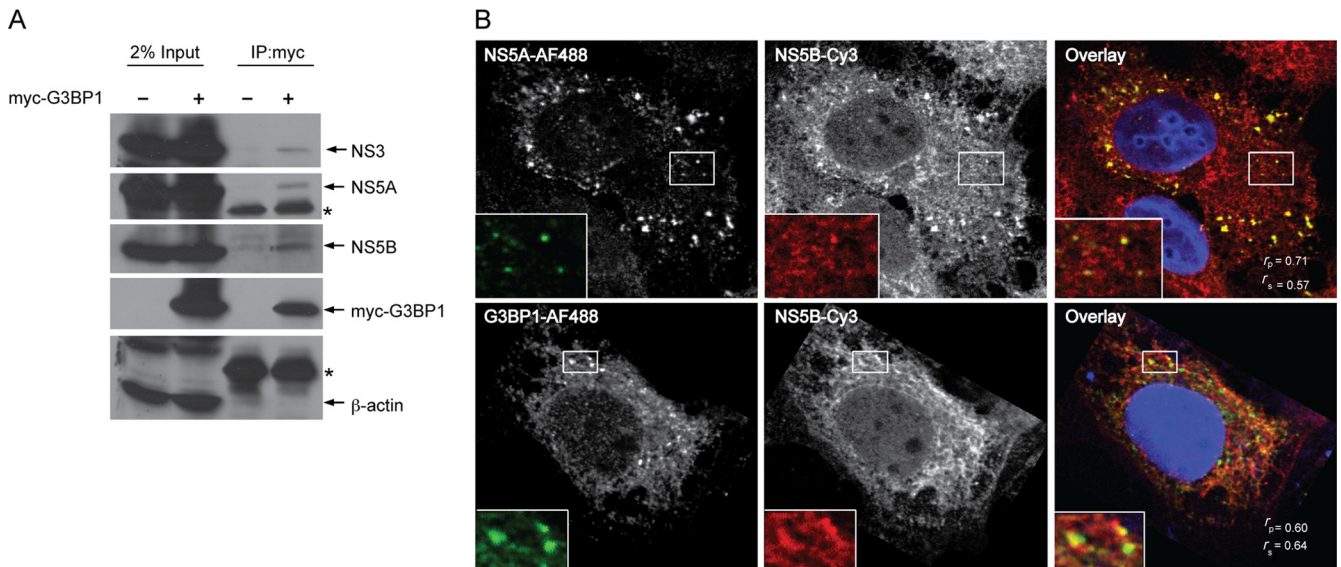 A
2% Input IP:myc
myc-G3BP1 – + – +
NS3
NS5A
*
NS5B
myc-G3BP1
*
β-actin
B
NS5A-AF488 NS5B-Cy3 Overlay
rp = 0.71
rs = 0.57
G3BP1-AF488 NS5B-Cy3 Overlay
rp = 0.60
rs = 0.64